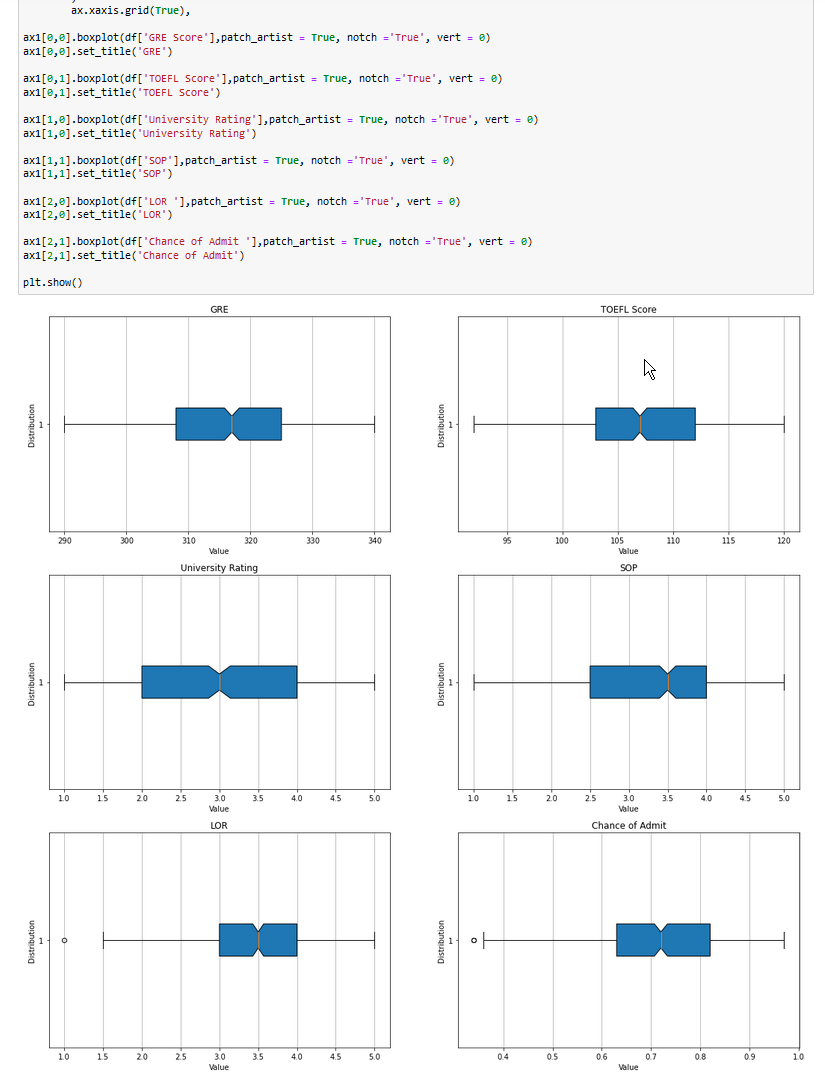 ax.xaxis.grid(True),
ax1[0,0].boxplot(df['GRE Score'],patch_artist = True, notch ='True', vert = 0)
ax1[0,0].set_title('GRE')
ax1[0,1].boxplot(df['TOEFL Score'],patch_artist = True, notch ='True', vert = 0)
ax1[0,1].set_title('TOEFL Score')
ax1[1,0].boxplot(df['University Rating'],patch_artist = True, notch ='True', vert = 0)
ax1[1,0].set_title('University Rating')
ax1[1,1].boxplot(df['SOP'],patch_artist = True, notch ='True', vert = 0)
ax1[1,1].set_title('SOP')
ax1[2,0].boxplot(df['LOR '],patch_artist = True, notch ='True', vert = 0)
ax1[2,0].set_title('LOR')
ax1[2,1].boxplot(df['Chance of Admit '],patch_artist = True, notch ='True', vert = 0)
ax1[2,1].set_title('Chance of Admit')
plt.show()
GRE
Distribution
1
290 300 310 320 330 340
Value
TOEFL Score
Distribution
1
95 100 105 110 115 120
Value
University Rating
Distribution
1
1.0 1.5 2.0 2.5 3.0 3.5 4.0 4.5 5.0
Value
SOP
Distribution
1
1.0 1.5 2.0 2.5 3.0 3.5 4.0 4.5 5.0
Value
LOR
Distribution
1
1.0 1.5 2.0 2.5 3.0 3.5 4.0 4.5 5.0
Value
Chance of Admit
Distribution
1
0.4 0.5 0.6 0.7 0.8 0.9 1.0
Value